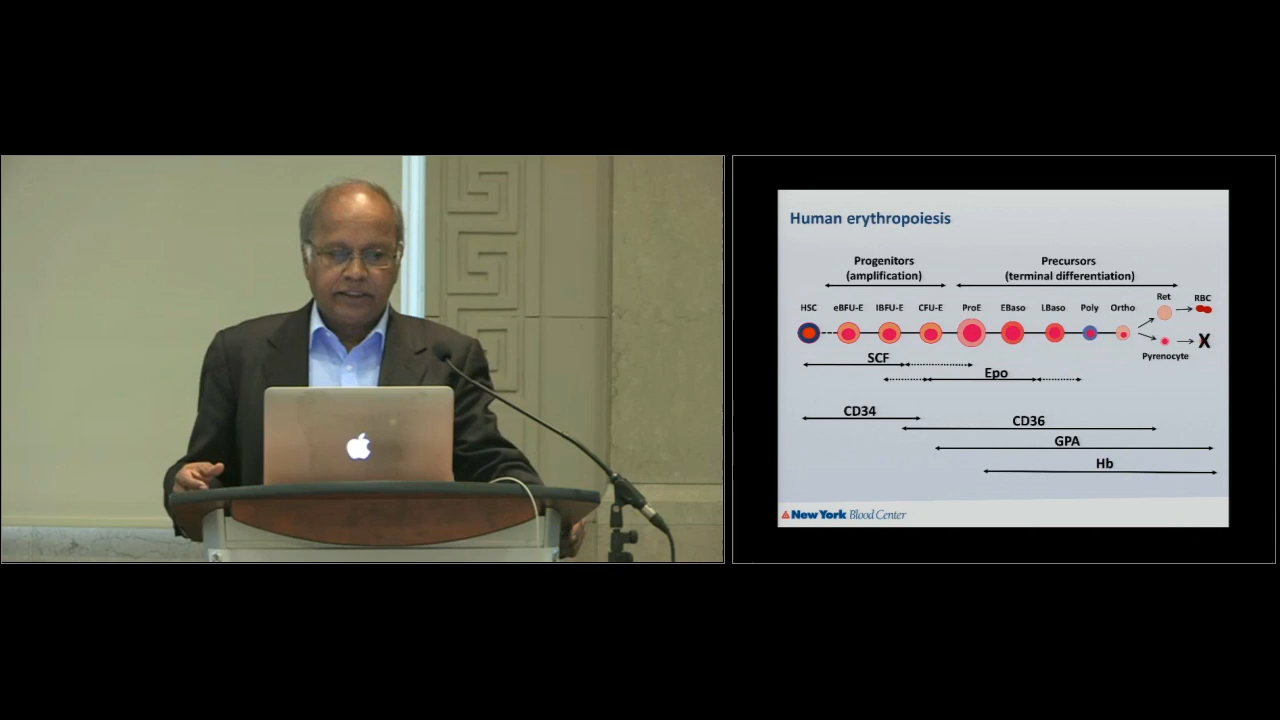 Human erythropoiesis
Progenitors
(amplification)
Precursors
(terminal differentiation)
HSC eBFU-E lBFU-E CFU-E ProE EBaso LBaso Poly Ortho Ret RBC
X
Pyrenocyte
SCF
Epo
CD34
CD36
GPA
Hb
New York Blood Center